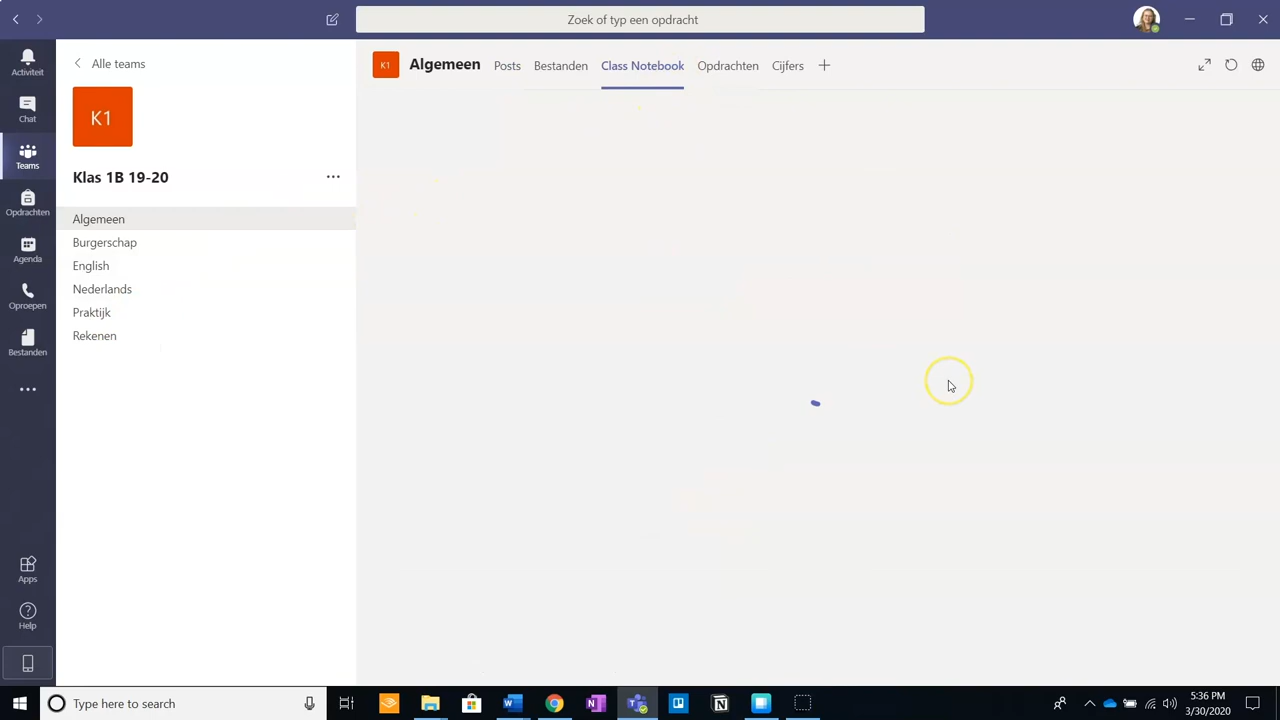 Zoek of typ een opdracht
Activiteit
Chat
Teams
Opdrachten
Agenda
Oproepen
Bestanden
Apps
Help
Alle teams
K1
Klas 1B 19-20
Algemeen
Burgerschap
English
Nederlands
Praktijk
Rekenen
K1 Algemeen Posts Bestanden Class Notebook Opdrachten Cijfers
Type here to search
5:36 PM
3/30/2020